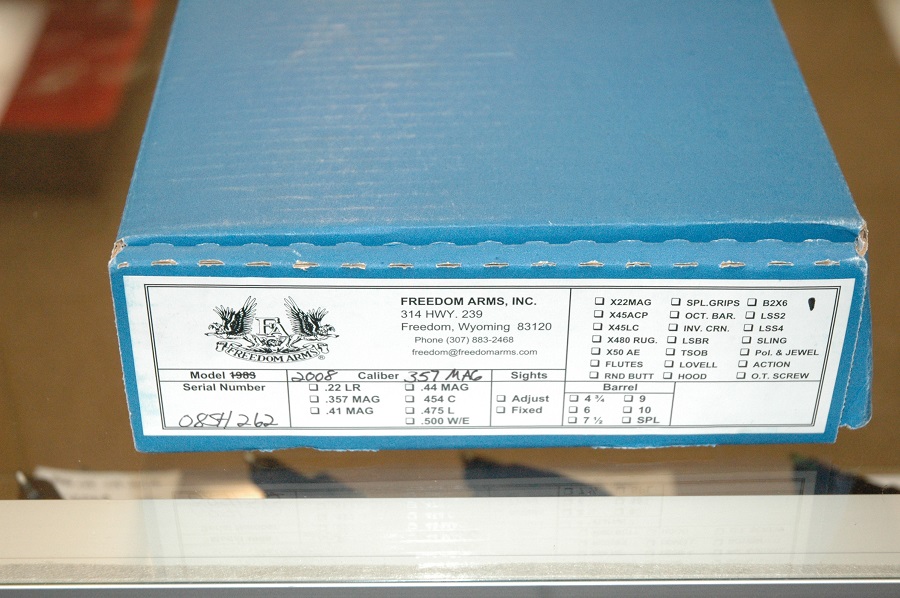 FA
FREEDOM ARMS ®
FREEDOM ARMS, INC.
314 HWY. 239
Freedom, Wyoming 83120
Phone (307) 883-2468
freedom@freedomarms.com
☐ X22MAG ☐ SPL.GRIPS ☐ B2X6
☐ X45ACP ☐ OCT. BAR. ☐ LSS2
☐ X45LC ☐ INV. CRN. ☐ LSS4
☐ X480 RUG. ☐ LSBR ☐ SLING
☐ X50 AE ☐ TSOB ☐ Pol. & JEWEL
☐ FLUTES ☐ LOVELL ☐ ACTION
☐ RND BUTT ☐ HOOD ☐ O.T. SCREW
Model 1983 2008 Caliber 357 MAG Sights
Serial Number
08SH262
☐ .22 LR ☐ .44 MAG
☐ .357 MAG ☐ 454 C
☐ .41 MAG ☐ .475 L
☐ .500 W/E
☐ Adjust
☐ Fixed
Barrel
☐ 4 ¾ ☐ 9
☐ 6 ☐ 10
☐ 7 ½ ☐ SPL